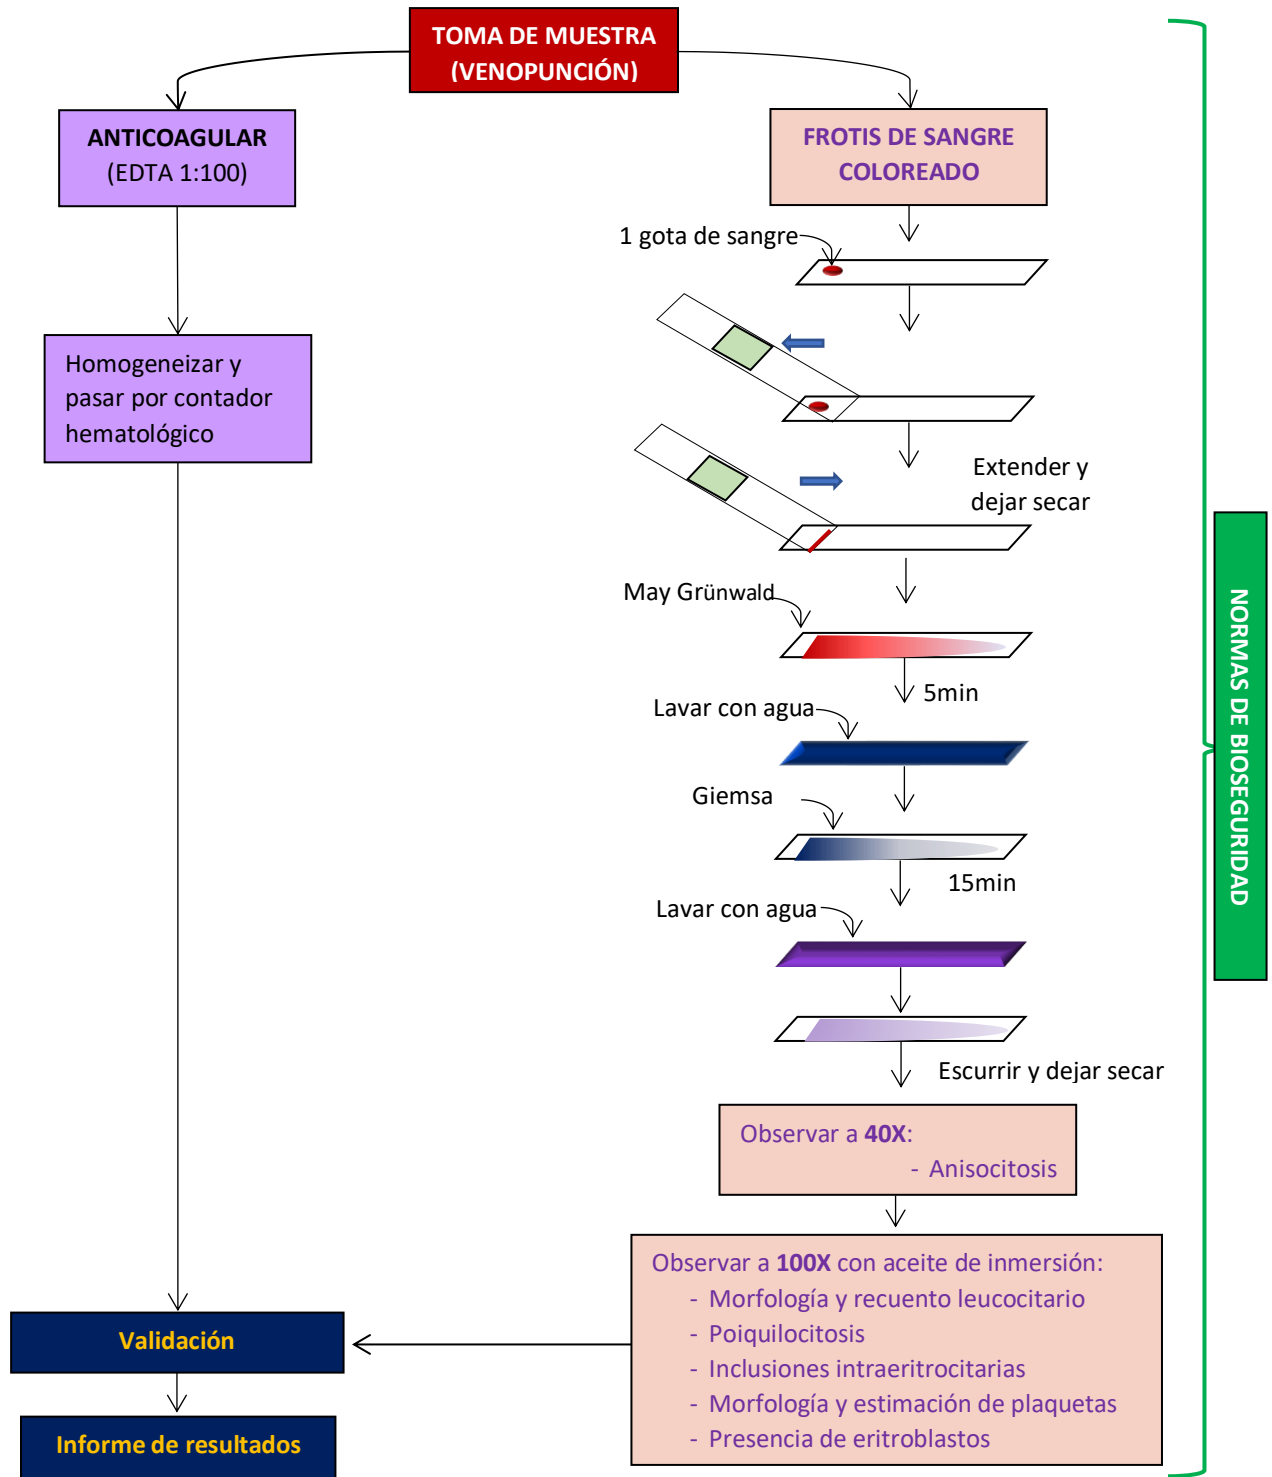 TOMA DE MUESTRA
(VENOPUNCIÓN)
ANTICOAGULAR
(EDTA 1:100)
FROTIS DE SANGRE
COLOREADO
1 gota de sangre
Homogeneizar y
pasar por contador
hematológico
Extender y
dejar secar
May Grünwald
5min
Lavar con agua
Giemsa
15min
Lavar con agua
Escurrir y dejar secar
NORMAS DE BIOSEGURIDAD
Observar a 40X:
- Anisocitosis
Observar a 100X con aceite de inmersión:
- Morfología y recuento leucocitario
- Poiquilocitosis
- Inclusiones intraeritrocitarias
- Morfología y estimación de plaquetas
- Presencia de eritroblastos
Validación
Informe de resultados